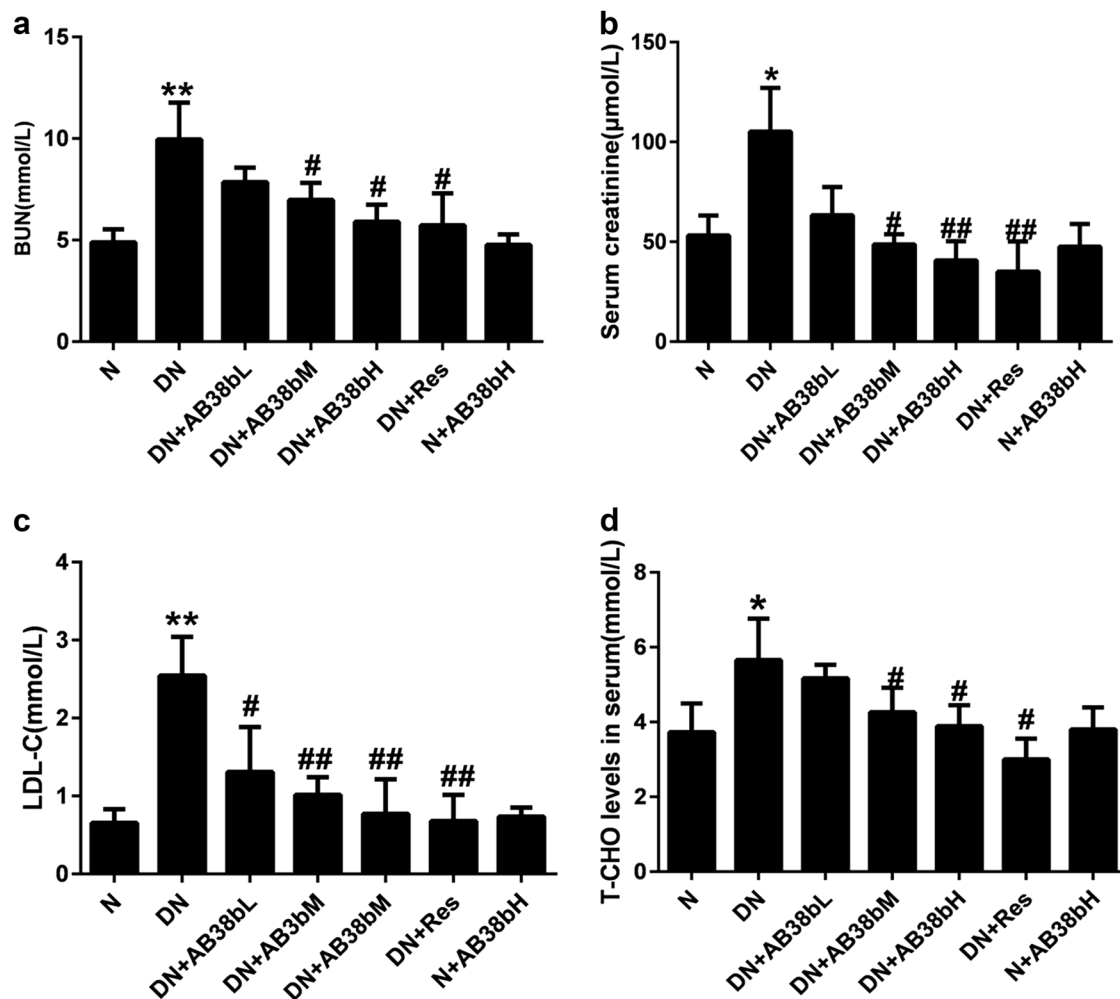 a
BUN(mmol/L)
15
10
5
0
**
#
#
#
N
DN
DN+AB38bL
DN+AB38bM
DN+AB38bH
DN+Res
N+AB38bH
b
Serum creatinine(µmol/L)
150
100
50
0
*
#
##
##
N
DN
DN+AB38bL
DN+AB38bM
DN+AB38bH
DN+Res
N+AB38bH
c
LDL-C(mmol/L)
4
3
2
1
0
**
#
##
##
##
N
DN
DN+AB38bL
DN+AB3bM
DN+AB38bM
DN+Res
N+AB38bH
d
T-CHO levels in serum(mmol/L)
8
6
4
2
0
*
#
#
#
N
DN
DN+AB38bL
DN+AB38bM
DN+AB38bH
DN+Res
N+AB38bH